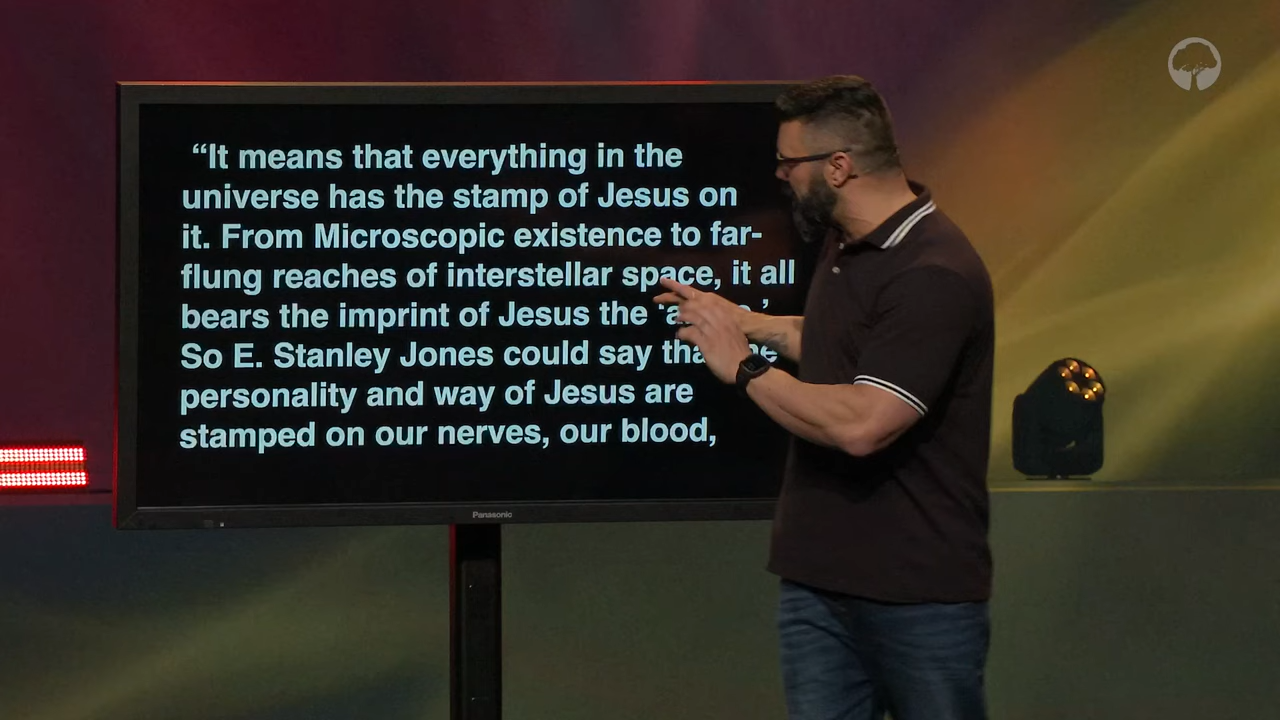 “It means that everything in the
universe has the stamp of Jesus on
it. From Microscopic existence to far-
flung reaches of interstellar space, it all
bears the imprint of Jesus the ‘
So E. Stanley Jones could say
personality and way of Jesus are
stamped on our nerves, our blood,
Panasonic